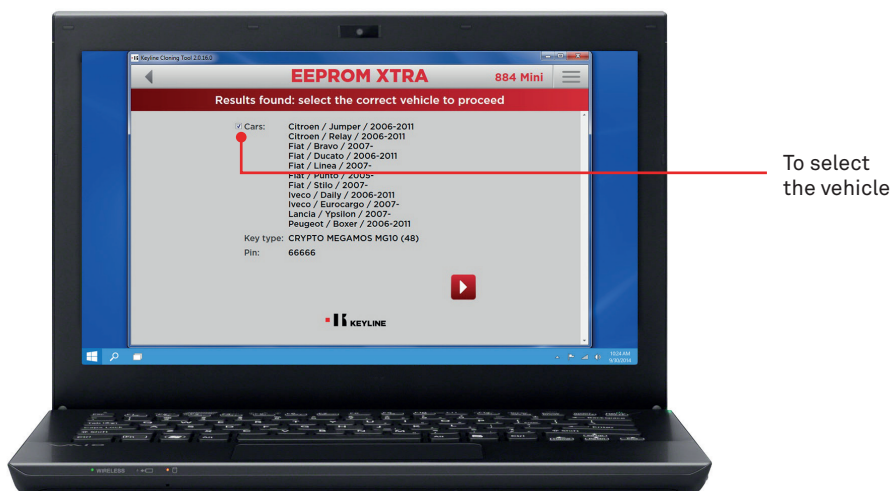 Keyline Cloning Tool 2.0.16.0
EEPROM XTRA
884 Mini
Results found: select the correct vehicle to proceed
Cars: Citroen / Jumper / 2006-2011
Citroen / Relay / 2006-2011
Fiat / Bravo / 2007-
Fiat / Ducato / 2006-2011
Fiat / Linea / 2007-
Fiat / Punto / 2005-
Fiat / Stilo / 2007-
Iveco / Daily / 2006-2011
Iveco / Eurocargo / 2007-
Lancia / Ypsilon / 2007-
Peugeot / Boxer / 2006-2011
Key type: CRYPTO MEGAMOS MG10 (48)
Pin: 66666
KEYLINE
To select
the vehicle
10:24 AM
9/30/2014
WIRELESS